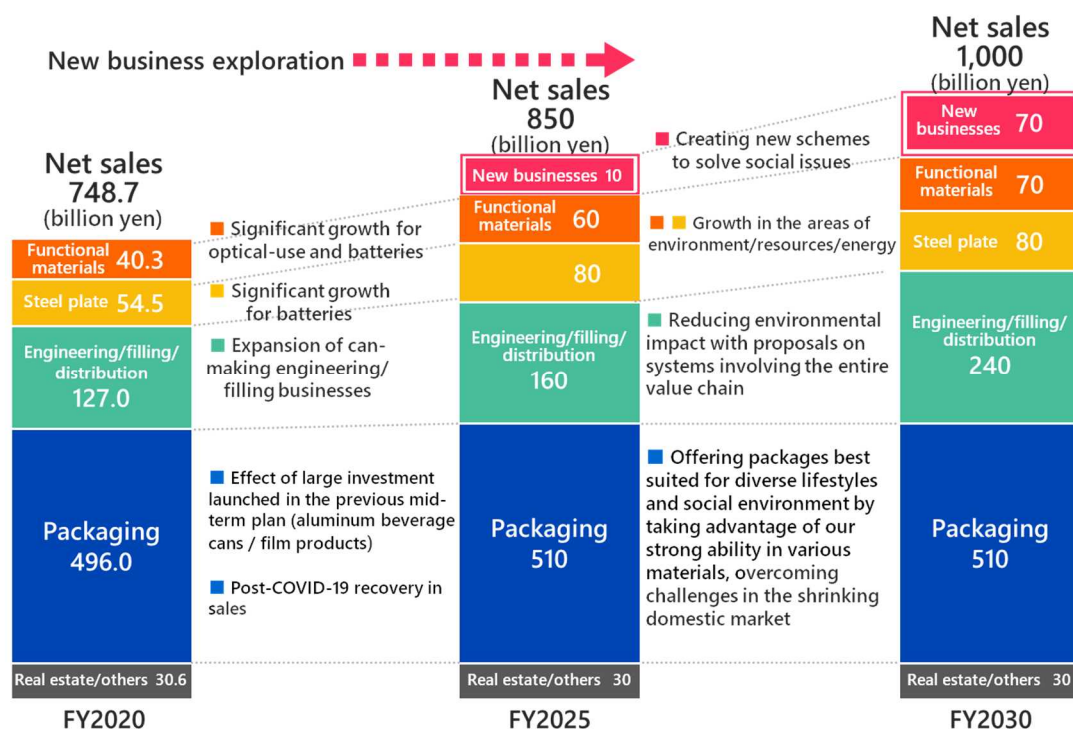 New business exploration
Net sales
748.7
(billion yen)
Functional
materials 40.3
Steel plate 54.5
Engineering/filling/
distribution
127.0
Packaging
496.0
Real estate/others 30.6
FY2020
Significant growth for
optical-use and batteries
Significant growth
for batteries
Expansion of can-
making engineering/
filling businesses
Effect of large investment
launched in the previous mid-
term plan (aluminum beverage
cans / film products)
Post-COVID-19 recovery in
sales
Net sales
850
(billion yen)
New businesses 10
Functional
materials 60
80
Engineering/filling/
distribution
160
Packaging
510
Real estate/others 30
FY2025
Creating new schemes
to solve social issues
Growth in the areas of
environment/resources/energy
Reducing environmental
impact with proposals on
systems involving the entire
value chain
Offering packages best
suited for diverse lifestyles
and social environment by
taking advantage of our
strong ability in various
materials, overcoming
challenges in the shrinking
domestic market
Net sales
1,000
(billion yen)
New
businesses 70
Functional
materials 70
Steel plate 80
Engineering/filling/
distribution
240
Packaging
510
Real estate/others 30
FY2030